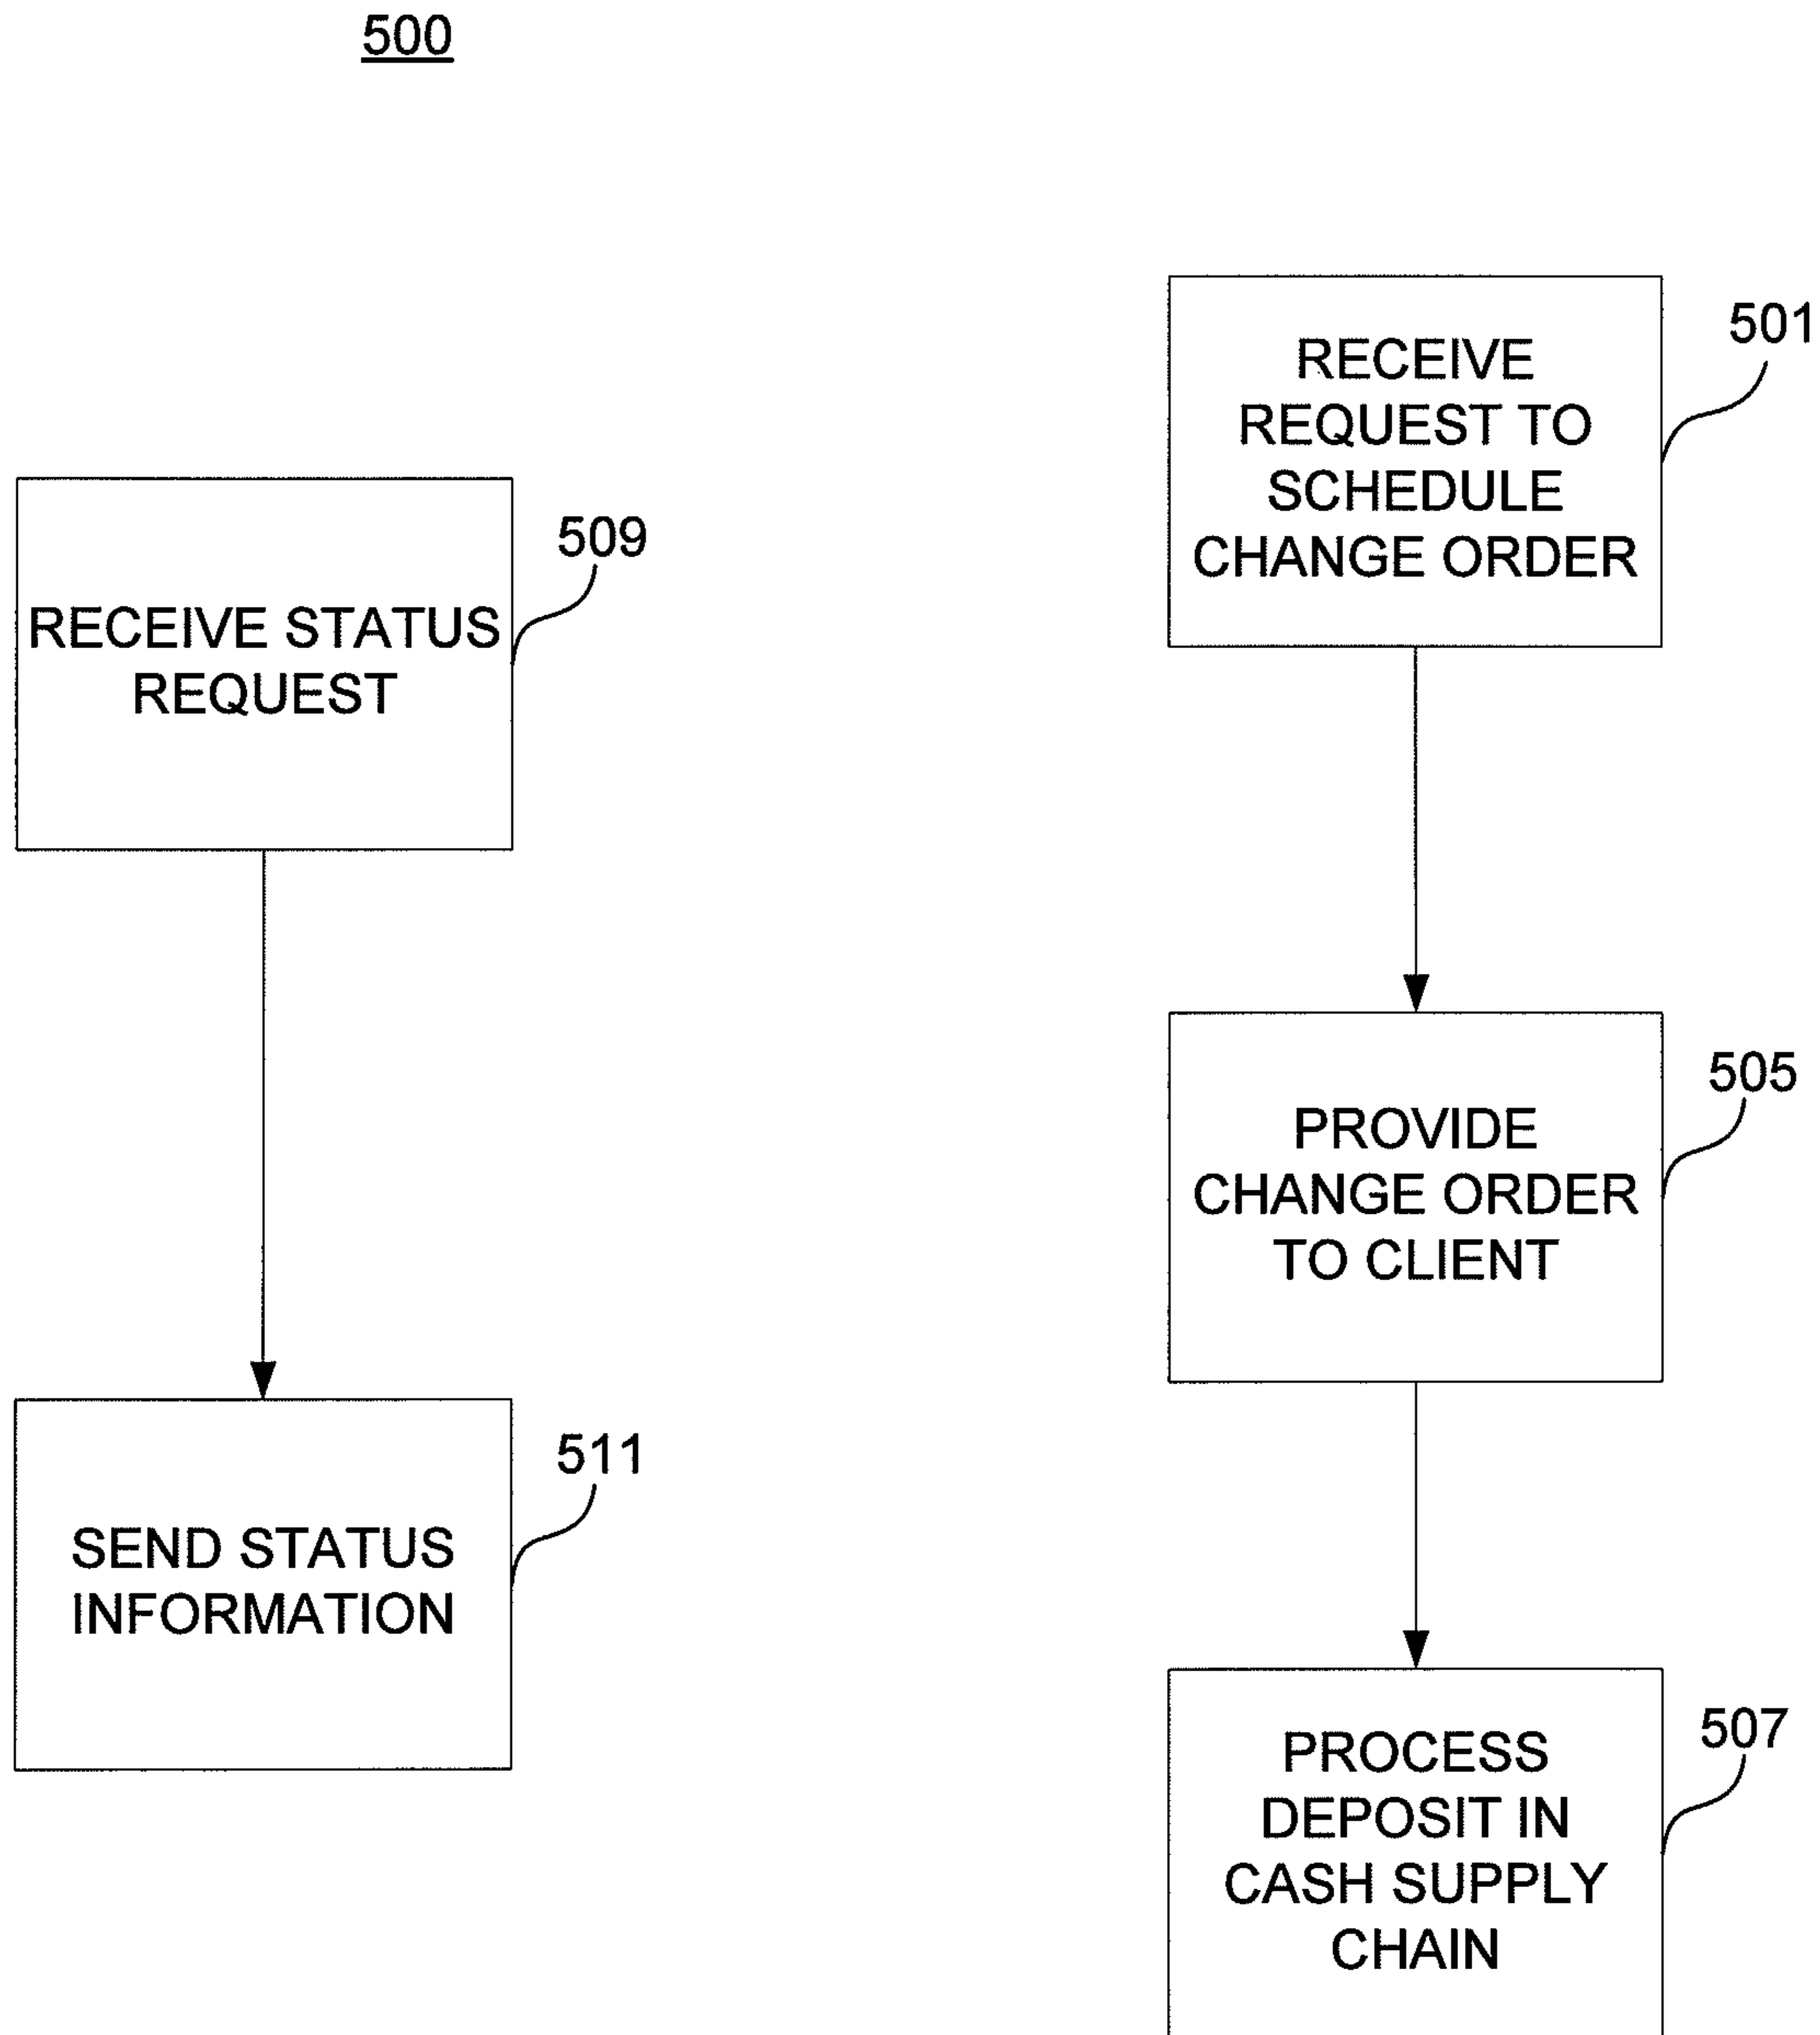 500
RECEIVE STATUS
REQUEST
509
SEND STATUS
INFORMATION
511
RECEIVE
REQUEST TO
SCHEDULE
CHANGE ORDER
501
PROVIDE
CHANGE ORDER
TO CLIENT
505
PROCESS
DEPOSIT IN
CASH SUPPLY
CHAIN
507